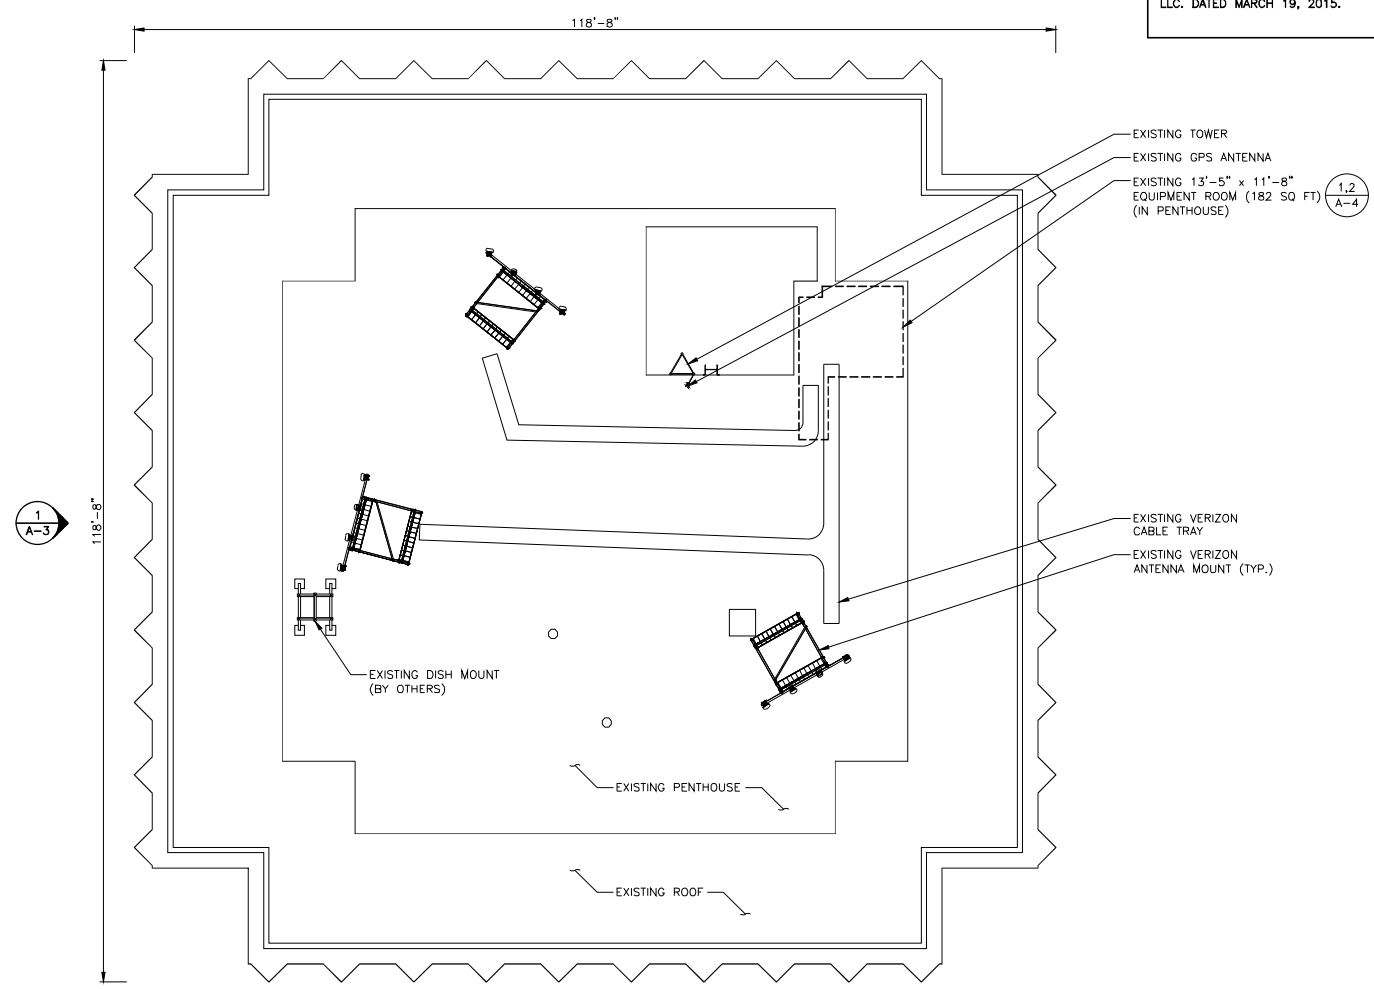 LLC. DATED MARCH 19, 2015.
118'-8"
EXISTING TOWER
EXISTING GPS ANTENNA
EXISTING 13'-5" x 11'-8"
EQUIPMENT ROOM (182 SQ FT)
(IN PENTHOUSE)
1,2
A-4
1
A-3
118'-8"
EXISTING VERIZON
CABLE TRAY
EXISTING VERIZON
ANTENNA MOUNT (TYP.)
EXISTING DISH MOUNT
(BY OTHERS)
EXISTING PENTHOUSE
EXISTING ROOF